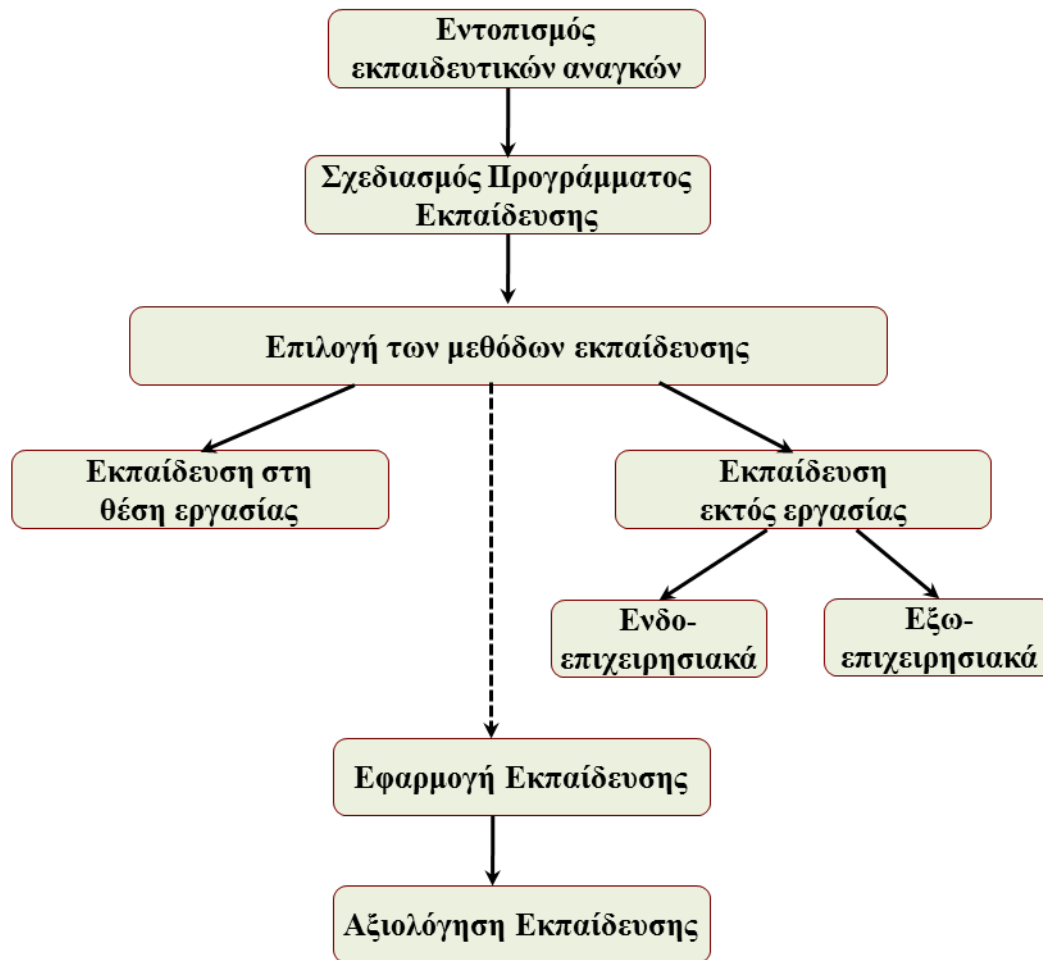 Εντοπισμός
εκπαιδευτικών αναγκών
Σχεδιασμός Προγράμματος
Εκπαίδευσης
Επιλογή των μεθόδων εκπαίδευσης
Εκπαίδευση στη
θέση εργασίας
Εκπαίδευση
εκτός εργασίας
Ενδο-
επιχειρησιακά
Εξω-
επιχειρησιακά
Εφαρμογή Εκπαίδευσης
Αξιολόγηση Εκπαίδευσης